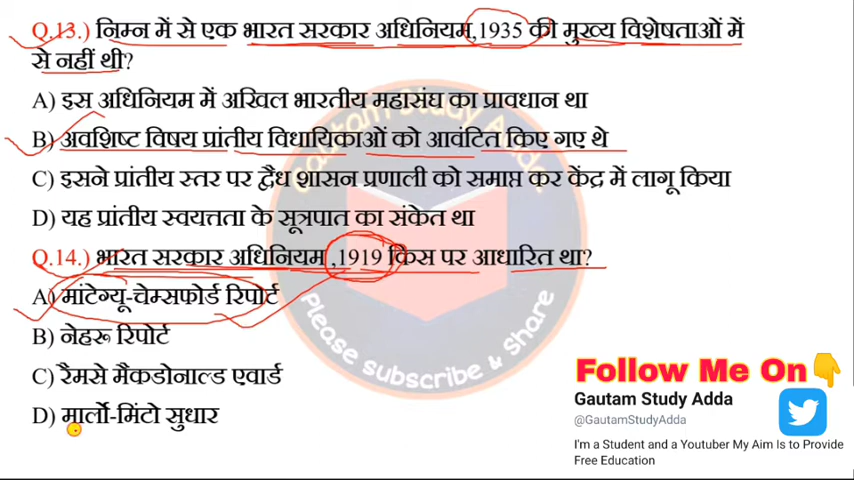 Q.13.) निम्न में से एक भारत सरकार अधिनियम,1935 की मुख्य विशेषताओं में
से नहीं थी?
A) इस अधिनियम में अखिल भारतीय महासंघ का प्रावधान था
B) अवशिष्ट विषय प्रांतीय विधायिकाओं को आवंटित किए गए थे
C) इसने प्रांतीय स्तर पर द्वैध शासन प्रणाली को समाप्त कर केंद्र में लागू किया
D) यह प्रांतीय स्वयत्तता के सूत्रपात का संकेत था
Q.14.) भारत सरकार अधिनियम ,1919 किस पर आधारित था?
A) मांटेग्यू-चेम्सफोर्ड रिपोर्ट
B) नेहरू रिपोर्ट
C) रैमसे मैकडोनाल्ड एवार्ड
D) मार्लो-मिंटो सुधार
Gautam Study Adda
Please subscribe & share
Follow Me On
Gautam Study Adda
@GautamStudyAdda
I'm a Student and a Youtuber My Aim Is to Provide
Free Education